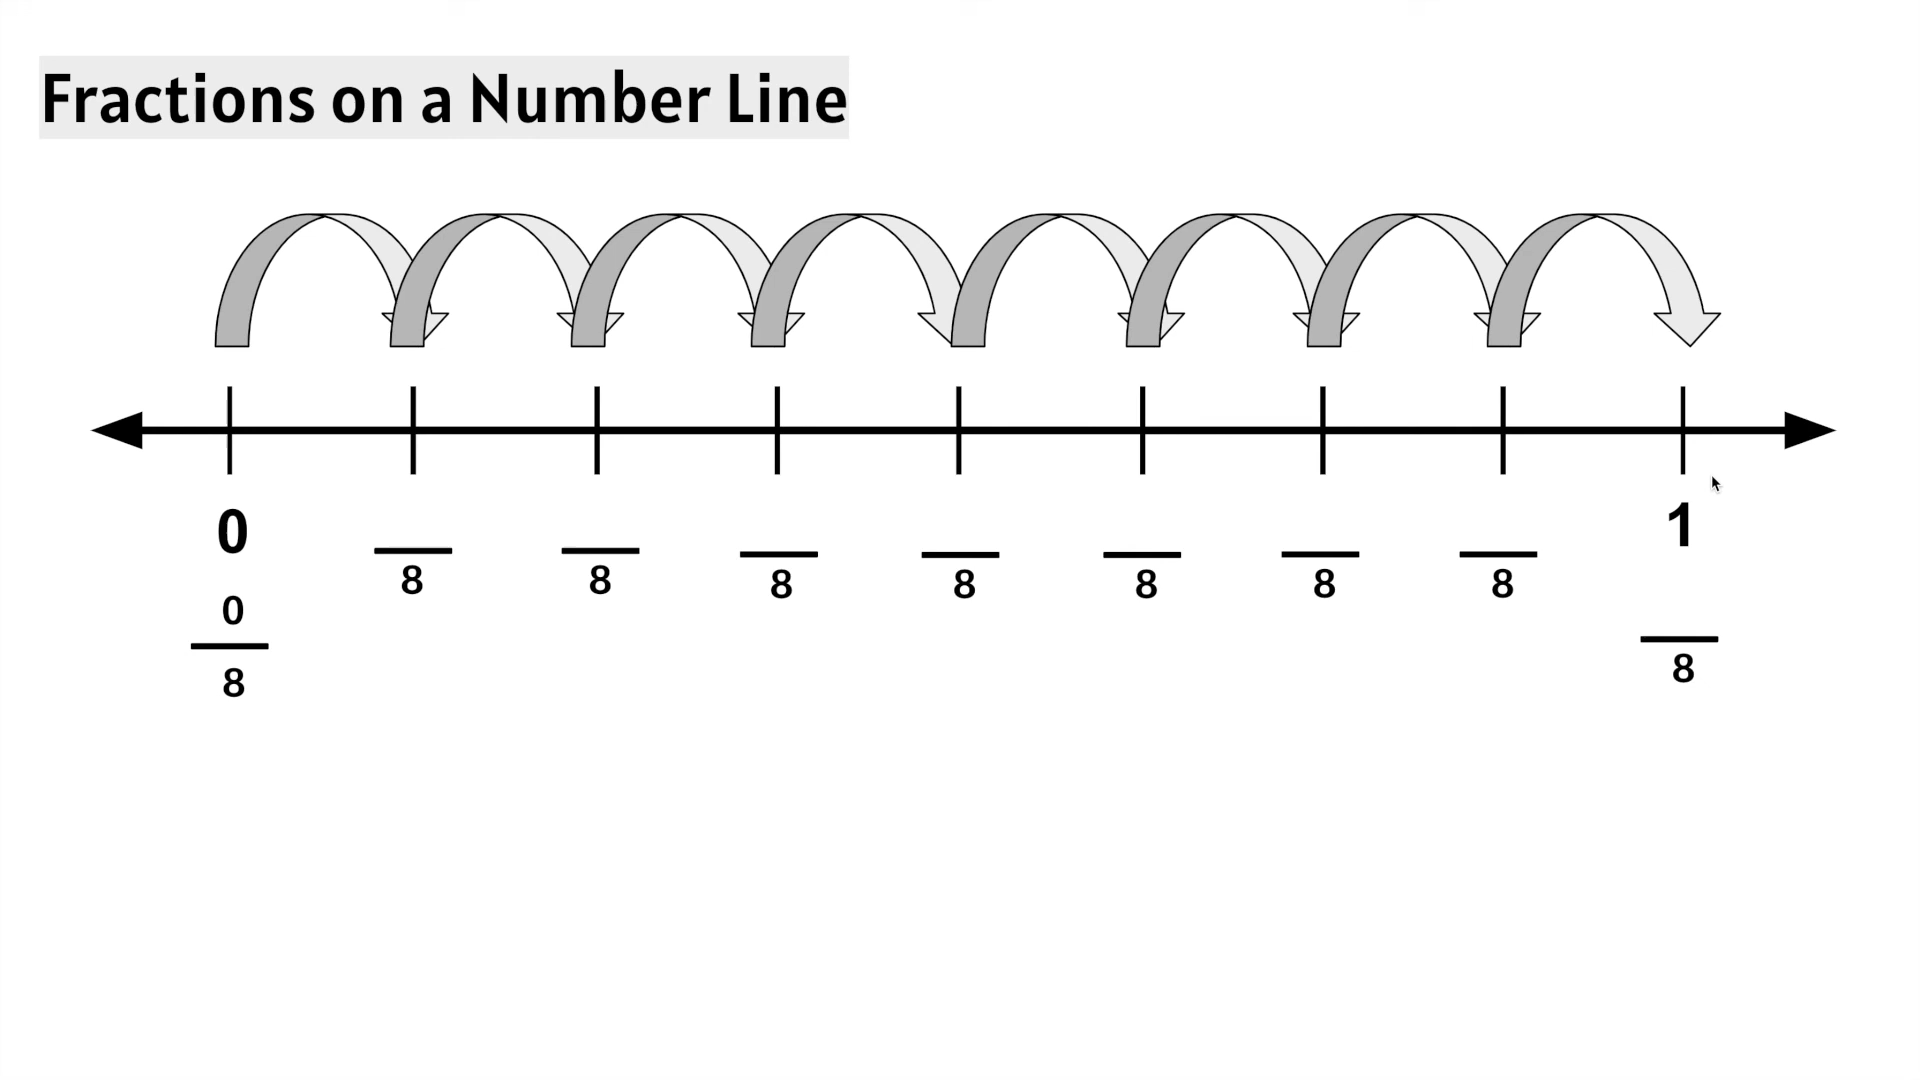 Fractions on a Number Line
0 1
0
8 8 8 8 8 8 8
8 8